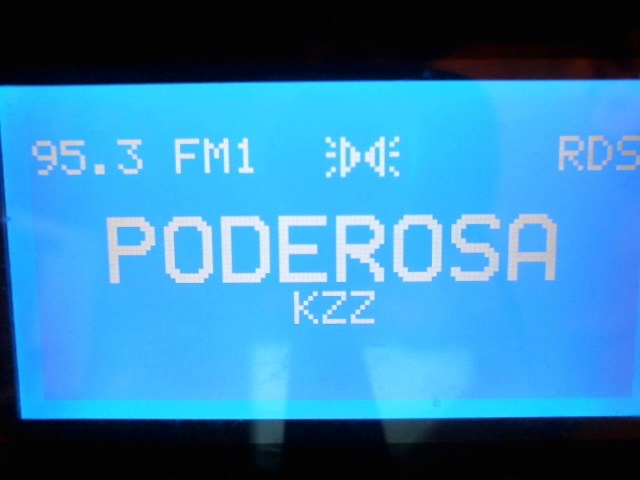 95.3 FM1 RDS
PODEROSA
KZZ